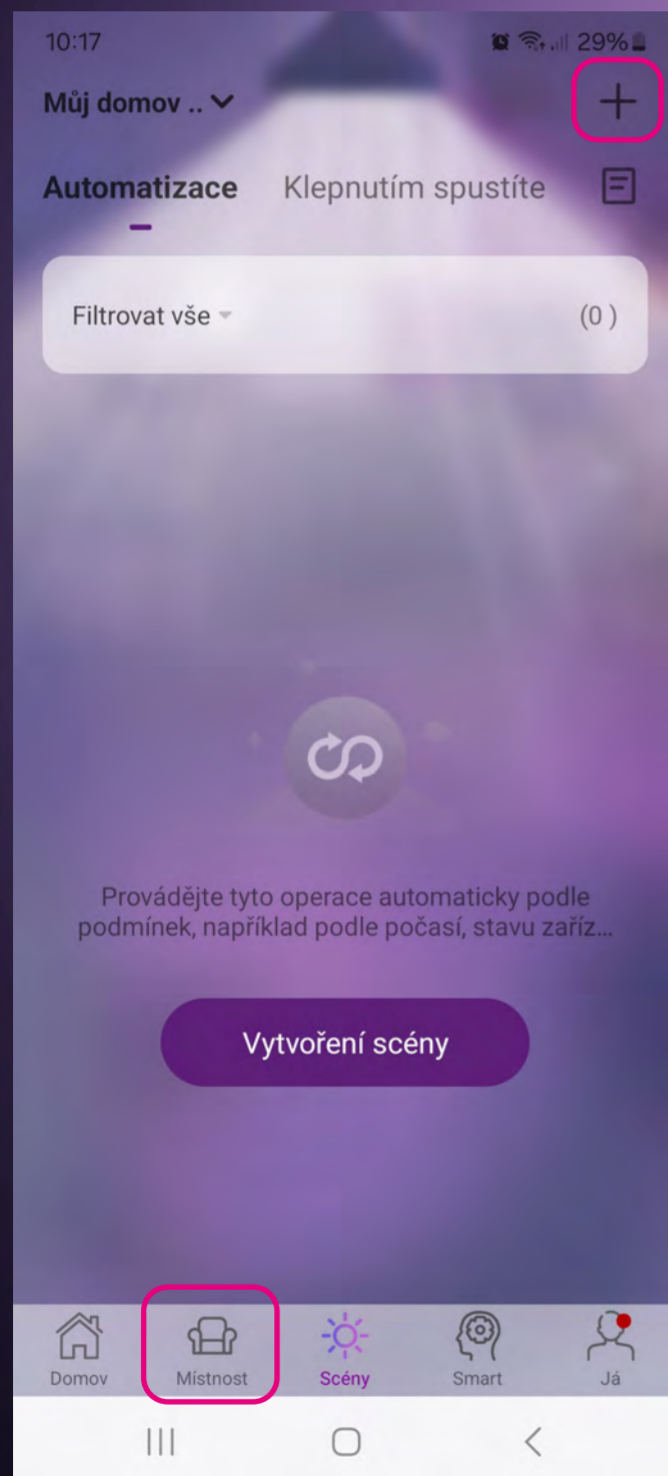 10:17 29%
Můj domov ..
Automatizace Klepnutím spustíte
Filtrovat vše (0 )
Provádějte tyto operace automaticky podle
podmínek, například podle počasí, stavu zaříz...
Vytvoření scény
Domov Místnost Scény Smart Já